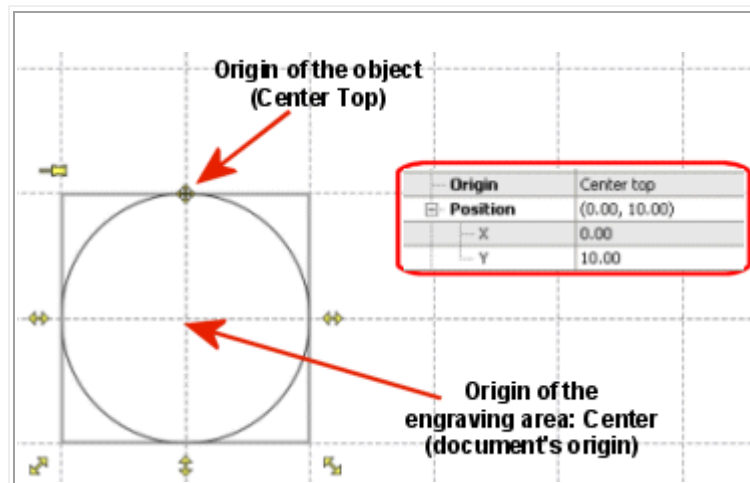 Origin of the object
(Center Top)
Origin Center top
Position (0.00, 10.00)
X 0.00
Y 10.00
Origin of the
engraving area: Center
(document's origin)